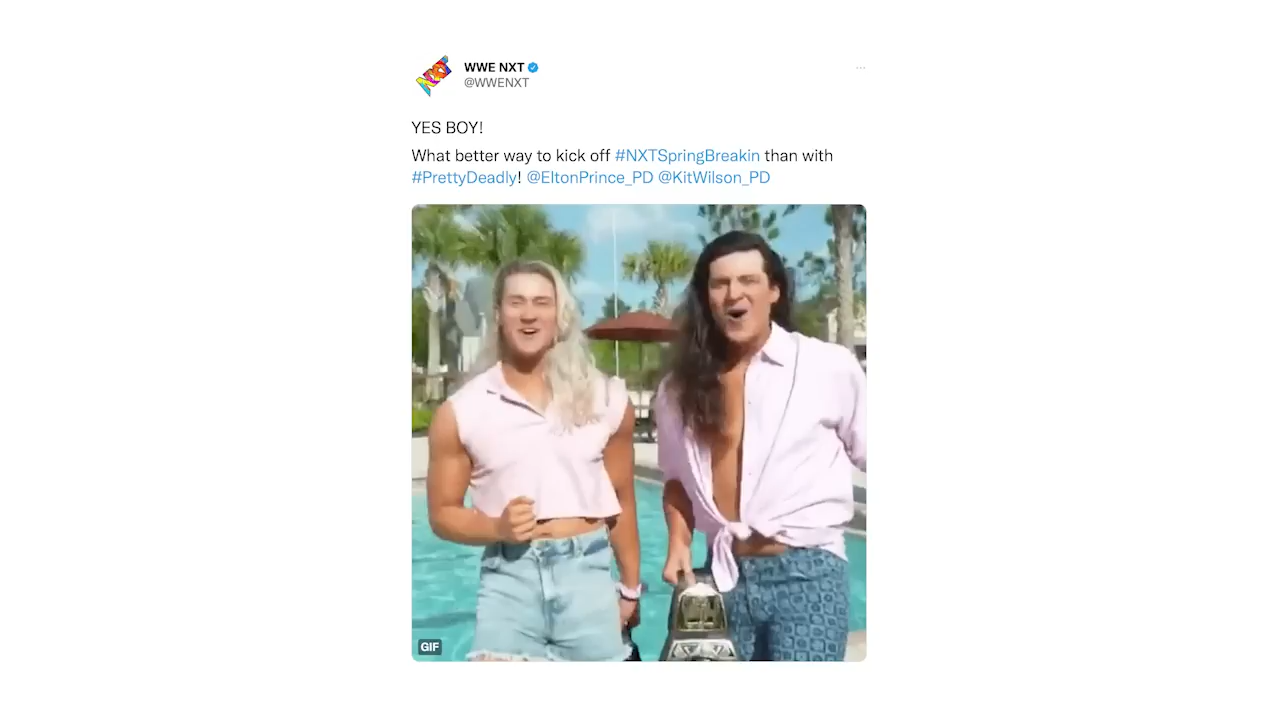 WWE NXT
@WWENXT
YES BOY!
What better way to kick off #NXTSpringBreakin than with
#PrettyDeadly! @EltonPrince_PD @KitWilson_PD
GIF